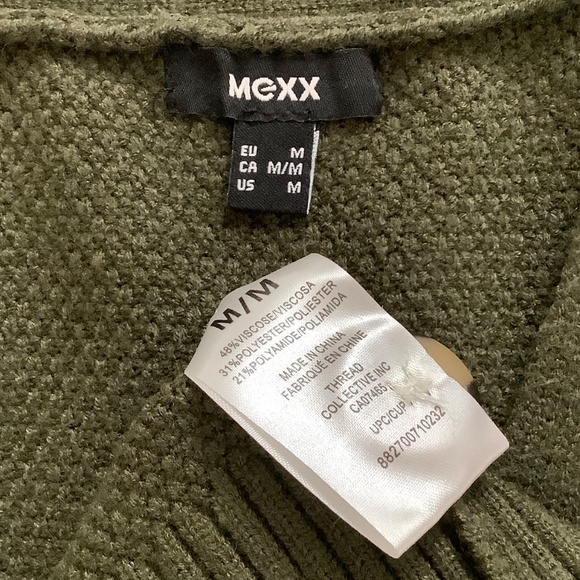 MEXX
EU M
CA M/M
US M
M/M
48%VISCOSE/VISCOSA
31%POLYESTER/POLIESTER
21%POLYAMIDE/POLIAMIDA
MADE IN CHINA
FABRIQUÉ EN CHINE
THREAD
COLLECTIVE INC
CA07465
UPC/CUP
882700710232